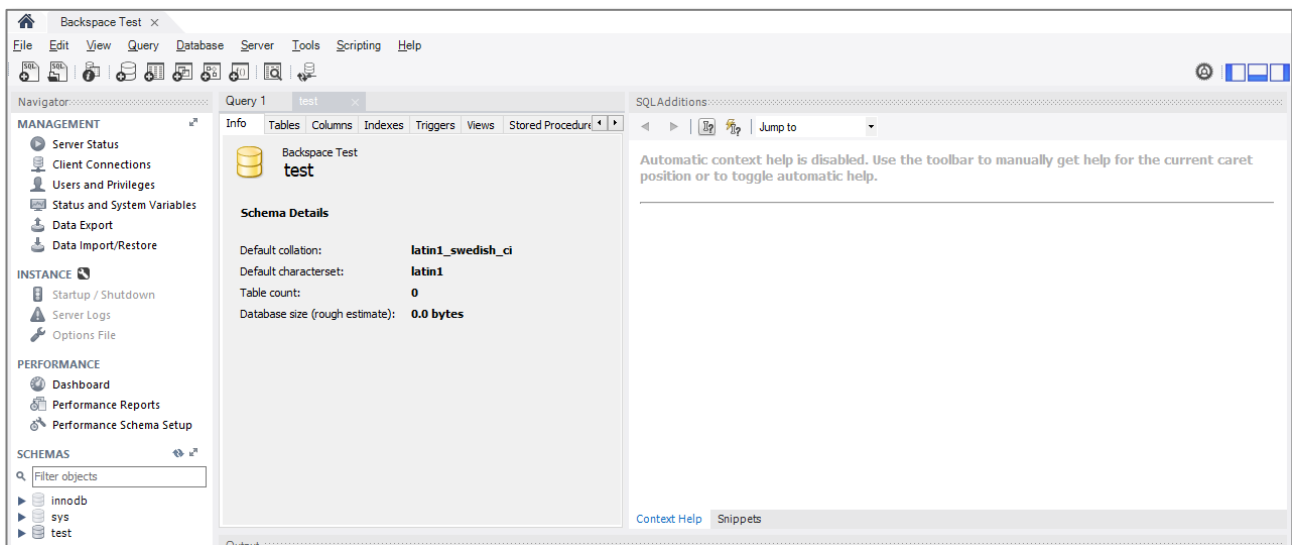 Backspace Test ×
File Edit View Query Database Server Tools Scripting Help
Navigator
MANAGEMENT
Server Status
Client Connections
Users and Privileges
Status and System Variables
Data Export
Data Import/Restore
INSTANCE
Startup / Shutdown
Server Logs
Options File
PERFORMANCE
Dashboard
Performance Reports
Performance Schema Setup
SCHEMAS
Filter objects
innodb
sys
test
Query 1 test ×
Info Tables Columns Indexes Triggers Views Stored Procedure
Backspace Test
test
Schema Details
Default collation: latin1_swedish_ci
Default characterset: latin1
Table count: 0
Database size (rough estimate): 0.0 bytes
SQLAdditions
Jump to
Automatic context help is disabled. Use the toolbar to manually get help for the current caret
position or to toggle automatic help.
Context Help Snippets
Output